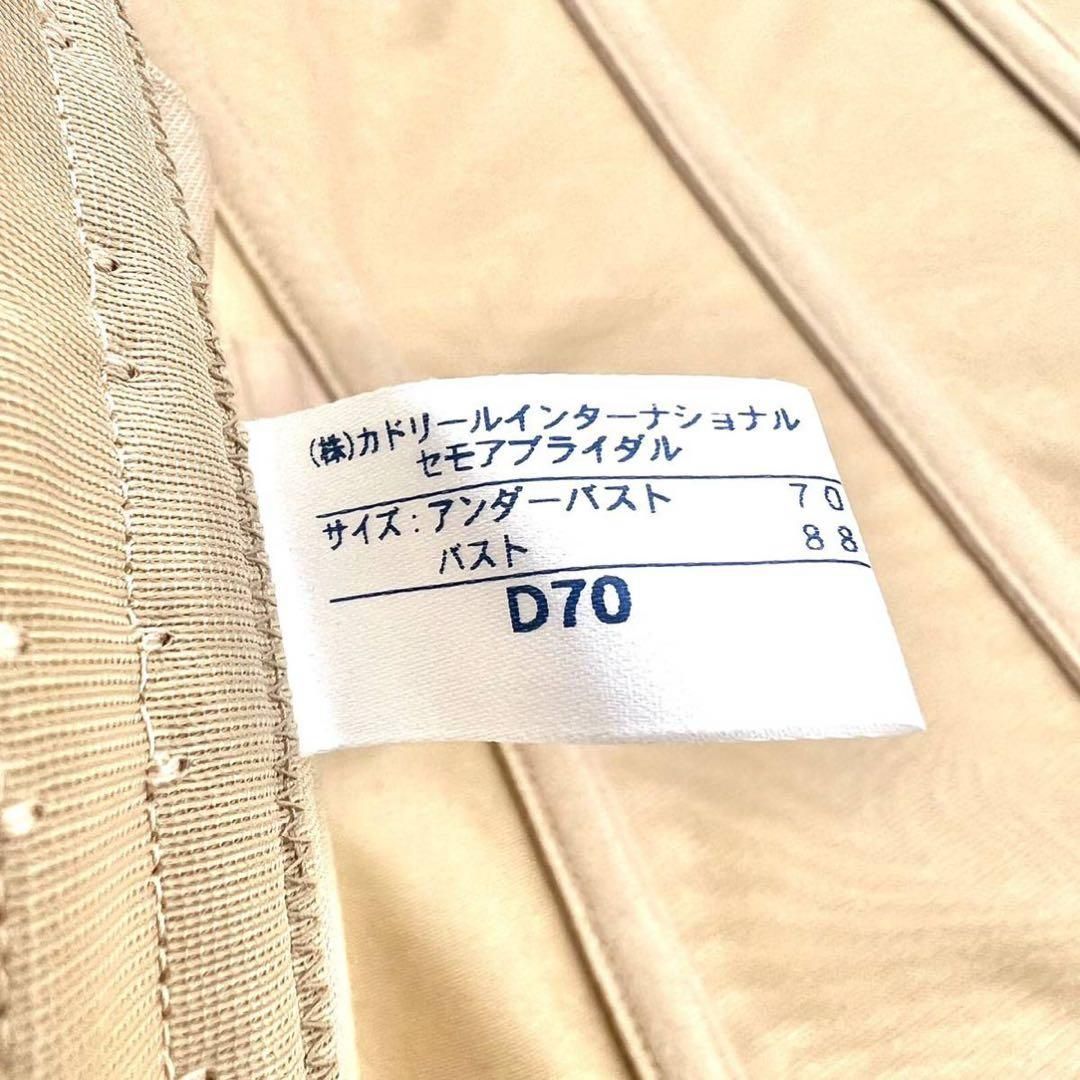 (株)カドリールインターナショナル
セモアブライダル
サイズ:アンダーバスト 70
バスト 88
D70